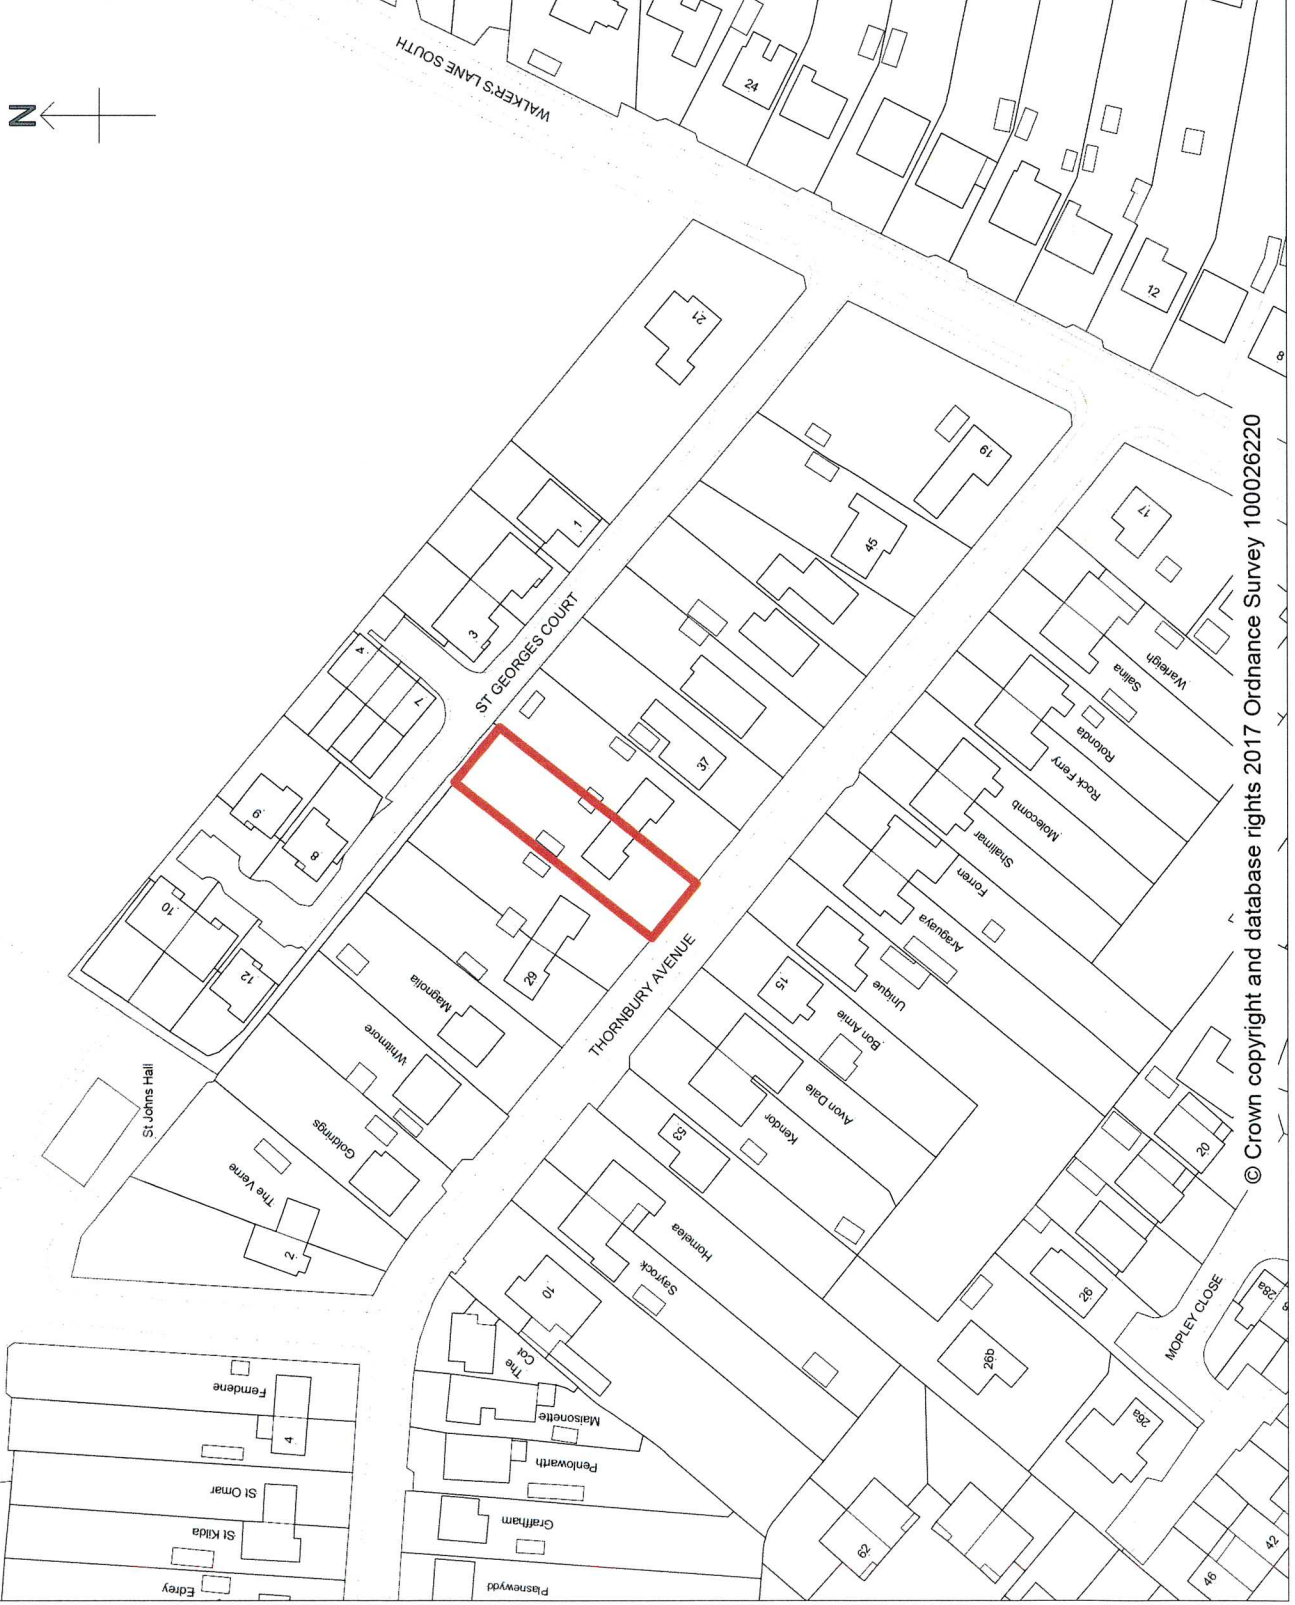 N
WALKER'S LANE SOUTH
24
21
12
8
19
17
1
3
45
ST GEORGES COURT
4
7
37
Salina
Warleigh
Rotonda
Rock Ferry
Molecomb
Shalimar
Forren
Araguaya
Unique
9
8
10
12
29
Magnolia
Whitmore
THORNBURY AVENUE
15
Bon Amie
Avon Dale
Kendor
53
St Johns Hall
Goldrings
The Verne
2
Homelea
Sayrock
10
The
Cot
Maisonette
Penlowarth
Graffham
Plasnewydd
Ferndene
4
St Omar
St Kilda
Edrey
20
26
26b
26a
28a
MOPLEY CLOSE
62
46
42
© Crown copyright and database rights 2017 Ordnance Survey 100026220